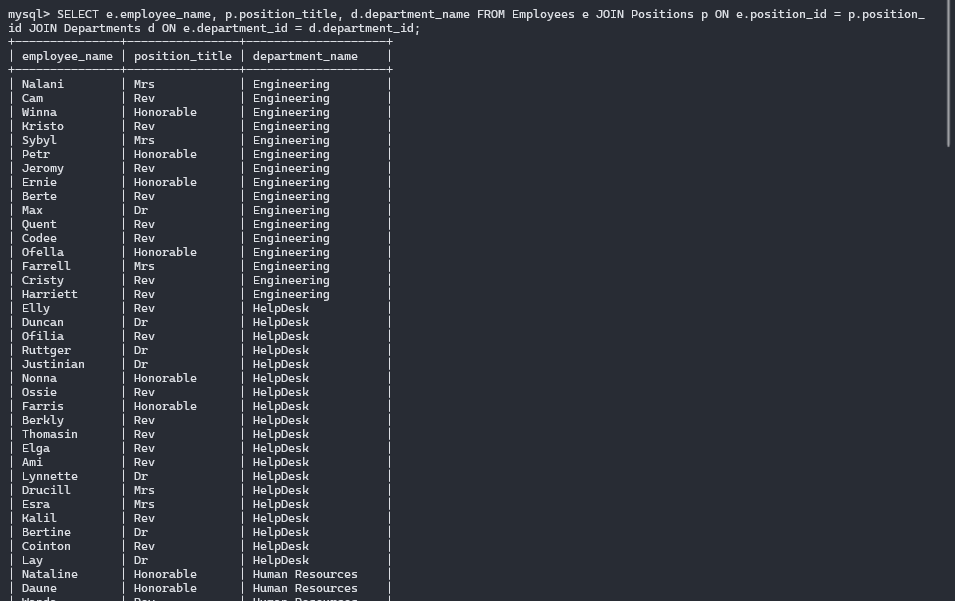 mysql> SELECT e.employee_name, p.position_title, d.department_name FROM Employees e JOIN Positions p ON e.position_id = p.position_
id JOIN Departments d ON e.department_id = d.department_id;
+---------------+----------------+--------------------+
| employee_name | position_title | department_name    |
+---------------+----------------+--------------------+
| Nalani        | Mrs            | Engineering        |
| Cam           | Rev            | Engineering        |
| Winna         | Honorable      | Engineering        |
| Kristo        | Rev            | Engineering        |
| Sybyl         | Mrs            | Engineering        |
| Petr          | Honorable      | Engineering        |
| Jeromy        | Rev            | Engineering        |
| Ernie         | Honorable      | Engineering        |
| Berte         | Rev            | Engineering        |
| Max           | Dr             | Engineering        |
| Quent         | Rev            | Engineering        |
| Codee         | Rev            | Engineering        |
| Ofella        | Honorable      | Engineering        |
| Farrell       | Mrs            | Engineering        |
| Cristy        | Rev            | Engineering        |
| Harriett      | Rev            | Engineering        |
| Elly          | Rev            | HelpDesk           |
| Duncan        | Dr             | HelpDesk           |
| Ofilia        | Rev            | HelpDesk           |
| Ruttger       | Dr             | HelpDesk           |
| Justinian     | Dr             | HelpDesk           |
| Nonna         | Honorable      | HelpDesk           |
| Ossie         | Rev            | HelpDesk           |
| Farris        | Honorable      | HelpDesk           |
| Berkly        | Rev            | HelpDesk           |
| Thomasin      | Rev            | HelpDesk           |
| Elga          | Rev            | HelpDesk           |
| Ami           | Rev            | HelpDesk           |
| Lynnette      | Dr             | HelpDesk           |
| Drucill       | Mrs            | HelpDesk           |
| Esra          | Mrs            | HelpDesk           |
| Kalil         | Rev            | HelpDesk           |
| Bertine       | Dr             | HelpDesk           |
| Cointon       | Rev            | HelpDesk           |
| Lay           | Dr             | HelpDesk           |
| Nataline      | Honorable      | Human Resources    |
| Daune         | Honorable      | Human Resources    |
| Rev | Human Resources |